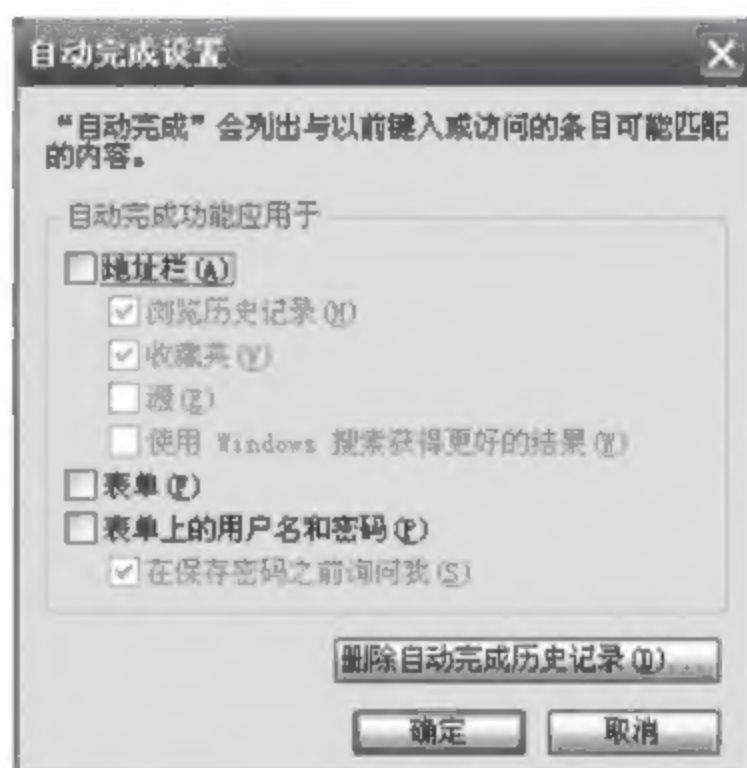 自动完成设置
“自动完成”会列出与以前键入或访问的条目可能匹配
的内容。
自动完成功能应用于
地址栏(A)
浏览历史记录(H)
收藏夹(V)
源(E)
使用 Windows 搜索获得更好的结果(W)
表单(F)
表单上的用户名和密码(P)
在保存密码之前询问我(S)
删除自动完成历史记录(D)...
确定
取消